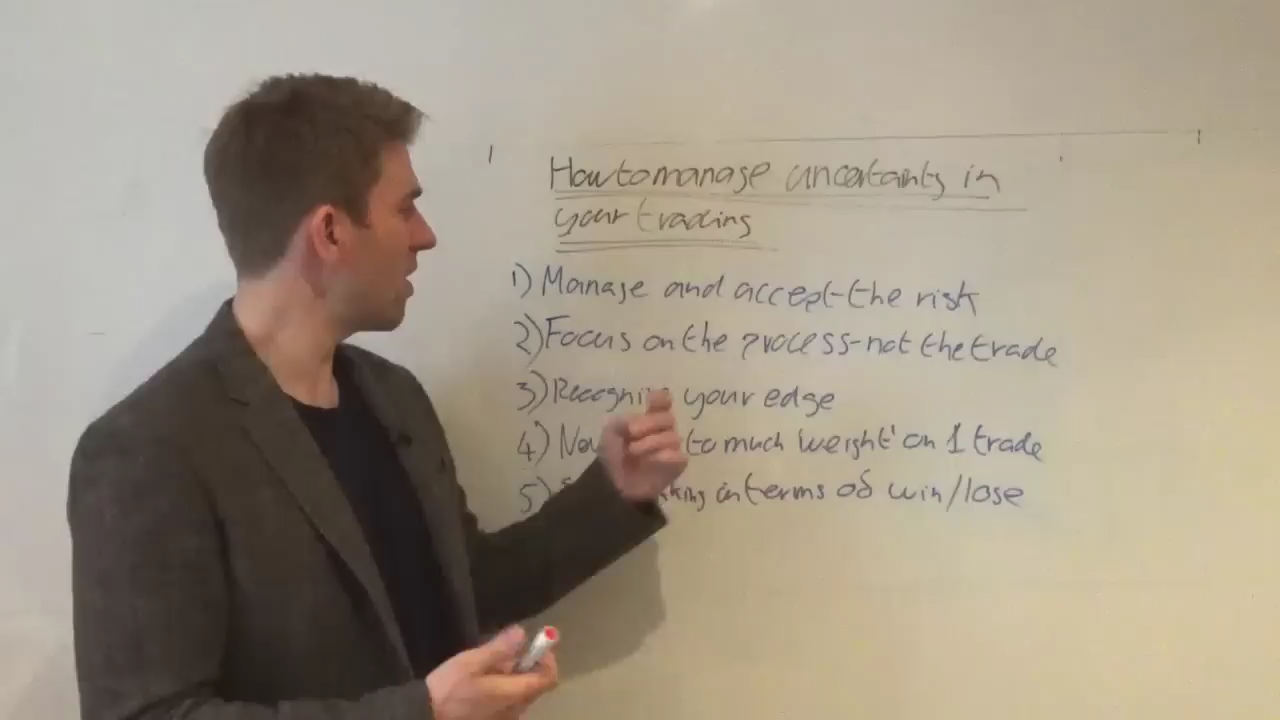 How to manage uncertainty in
your trading
1) Manage and accept the risk
2) Focus on the process-not the trade
3) Recognise your edge
4) to much 'weight' on 1 trade
5) in terms of win/lose